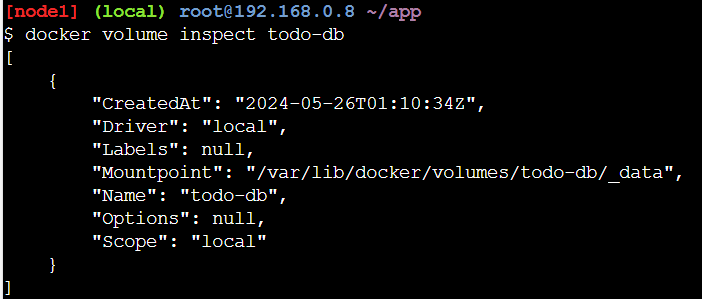 [node1] (local) root@192.168.0.8 ~/app
$ docker volume inspect todo-db
[
    {
        "CreatedAt": "2024-05-26T01:10:34Z",
        "Driver": "local",
        "Labels": null,
        "Mountpoint": "/var/lib/docker/volumes/todo-db/_data",
        "Name": "todo-db",
        "Options": null,
        "Scope": "local"
    }
]